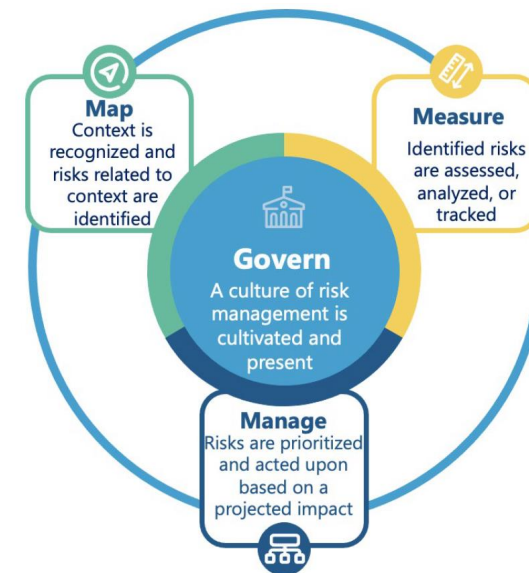 Map
Context is
recognized and
risks related to
context are
identified
Measure
Identified risks
are assessed,
analyzed, or
tracked
Govern
A culture of risk
management is
cultivated and
present
Manage
Risks are prioritized
and acted upon
based on a
projected impact